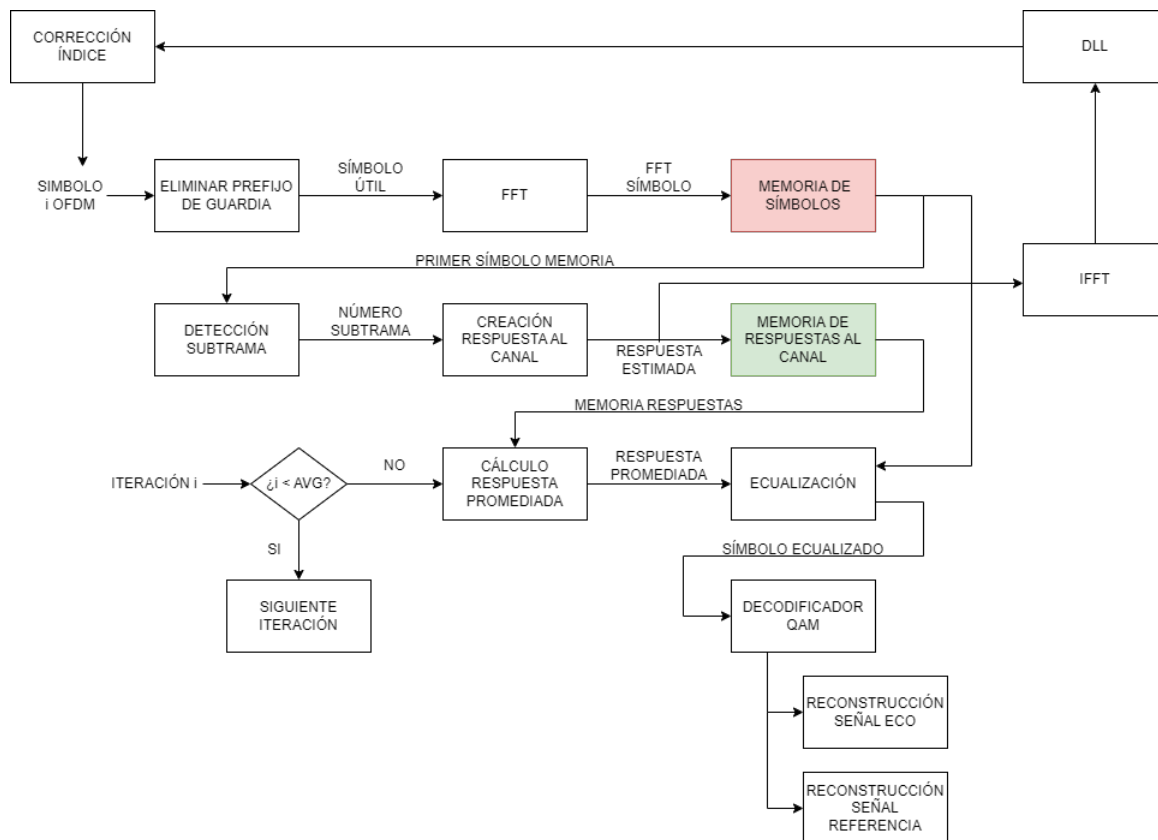 CORRECCIÓN
ÍNDICE
DLL
SIMBOLO
i OFDM
ELIMINAR PREFIJO
DE GUARDIA
SÍMBOLO
ÚTIL
FFT
FFT
SÍMBOLO
MEMORIA DE
SÍMBOLOS
PRIMER SÍMBOLO MEMORIA
IFFT
DETECCIÓN
SUBTRAMA
NÚMERO
SUBTRAMA
CREACIÓN
RESPUESTA AL
CANAL
RESPUESTA
ESTIMADA
MEMORIA DE
RESPUESTAS AL
CANAL
MEMORIA RESPUESTAS
ITERACIÓN i
¿i < AVG?
NO
CÁLCULO
RESPUESTA
PROMEDIADA
RESPUESTA
PROMEDIADA
ECUALIZACIÓN
SI
SÍMBOLO ECUALIZADO
SIGUIENTE
ITERACIÓN
DECODIFICADOR
QAM
RECONSTRUCCIÓN
SEÑAL ECO
RECONSTRUCCIÓN
SEÑAL
REFERENCIA